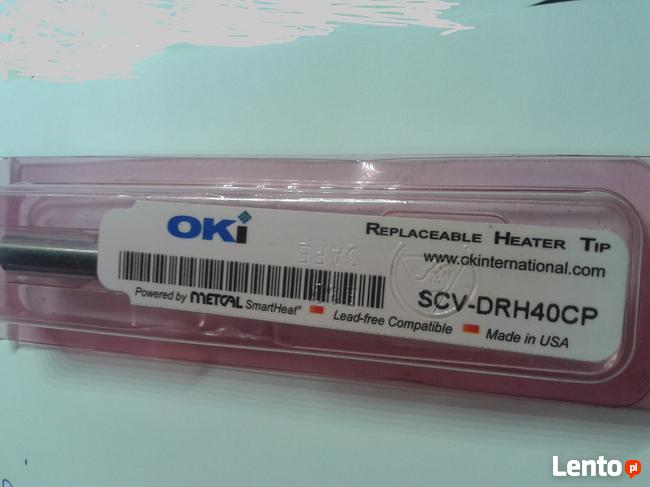 OKi
REPLACEABLE HEATER TIP
www.okinternational.com
SAFE
SCV-DRH40CP
Powered by METCAL SmartHeat® Lead-free Compatible Made in USA
Lento.pl